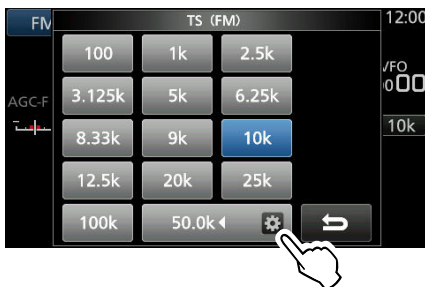 FM TS (FM) 12:00
100 1k 2.5k
VFO
3.125k 5k 6.25k
00
AGC-F
8.33k 9k 10k 10k
12.5k 20k 25k
100k 50.0k